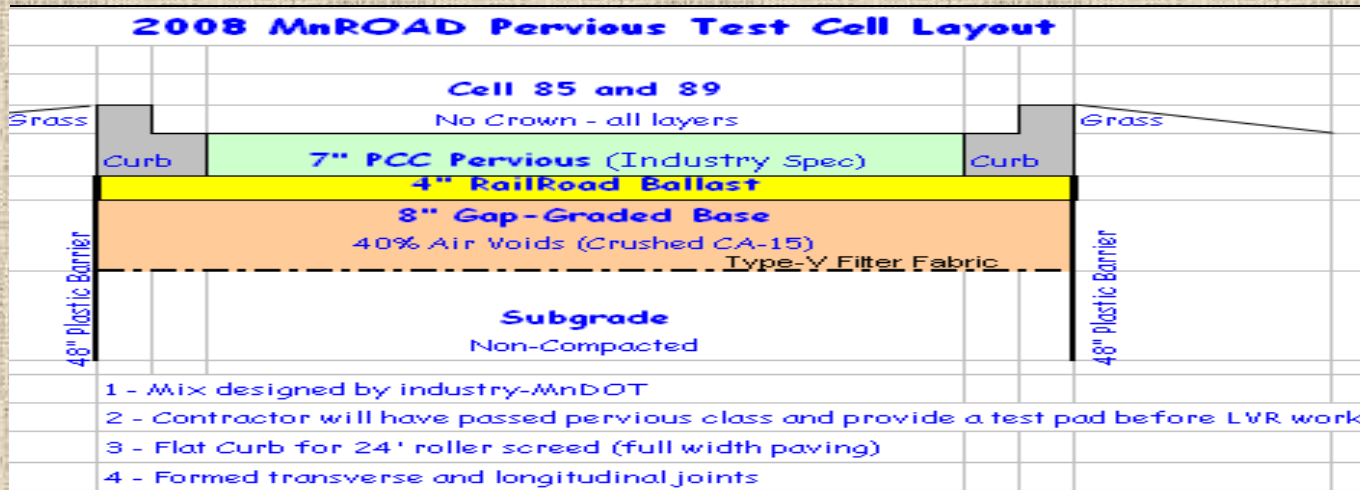 2008 MnROAD Pervious Test Cell Layout
Cell 85 and 89
Grass No Crown - all layers Grass
Curb 7" PCC Pervious (Industry Spec) Curb
4" RailRoad Ballast
8" Gap-Graded Base
40% Air Voids (Crushed CA-15)
Type-V Filter Fabric
48" Plastic Barrier
48" Plastic Barrier
Subgrade
Non-Compacted
1 - Mix designed by industry-MnDOT
2 - Contractor will have passed pervious class and provide a test pad before LVR work
3 - Flat Curb for 24' roller screed (full width paving)
4 - Formed transverse and longitudinal joints